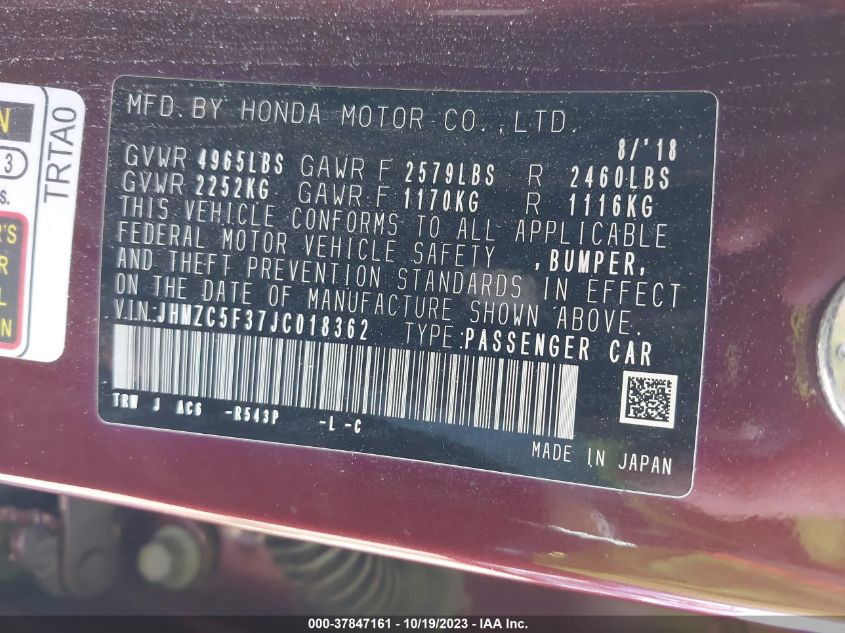 MFD. BY HONDA MOTOR CO., LTD.
8/'18
GVWR 4965LBS GAWR F 2579LBS R 2460LBS
GVWR 2252KG GAWR F 1170KG R 1116KG
THIS VEHICLE CONFORMS TO ALL APPLICABLE
FEDERAL MOTOR VEHICLE SAFETY ,BUMPER,
AND THEFT PREVENTION STANDARDS IN EFFECT
ON THE DATE OF MANUFACTURE SHOWN ABOVE.
V.I.N:JHMZC5F37JC018362 TYPE:PASSENGER CAR
TRW J AC6 -R543P -L -C
MADE IN JAPAN
TRTA0
N
3
S.
R'S
R
L
N
000-37847161 - 10/19/2023 - IAA Inc.